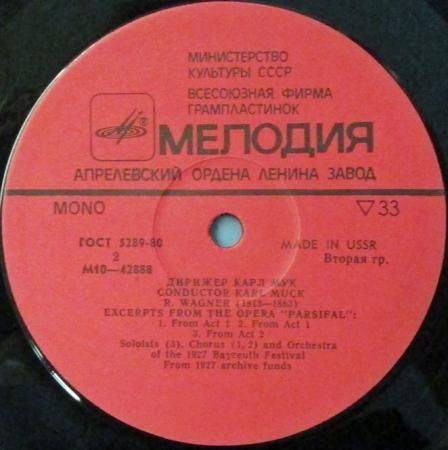 МИНИСТЕРСТВО
КУЛЬТУРЫ СССР
ВСЕСОЮЗНАЯ ФИРМА
ГРАМПЛАСТИНОК
МЕЛОДИЯ
АПРЕЛЕВСКИЙ ОРДЕНА ЛЕНИНА ЗАВОД
MONO ▽33
ГОСТ 5289-80 MADE IN USSR
2 Вторая гр.
М10—42888
ДИРИЖЕР КАРЛ МУК
CONDUCTOR KARL MUCK
R. WAGNER (1813—1883)
EXCERPTS FROM THE OPERA "PARSIFAL":
1. From Act 1 2. From Act 1
3. From Act 2
Soloists (3), Chorus (1, 2) and Orchestra
of the 1927 Bayreuth Festival
From 1927 archive funds